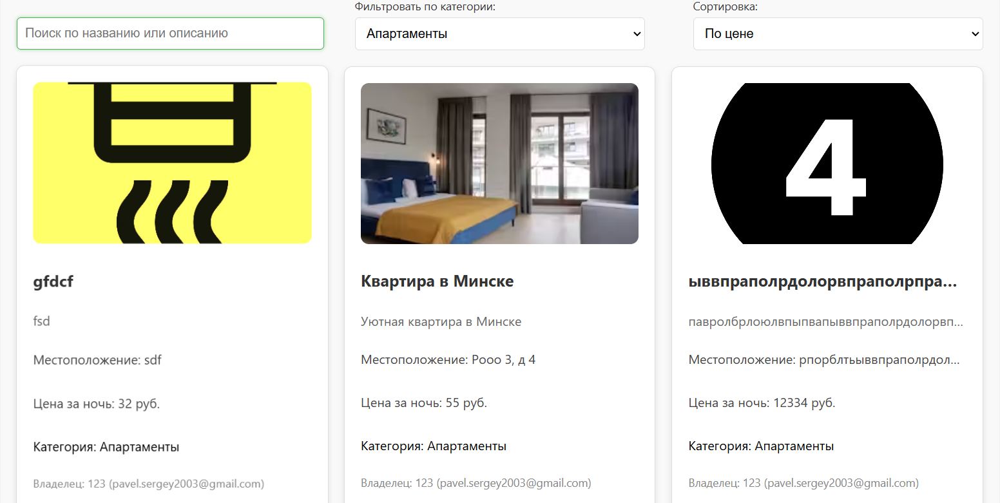 Фильтровать по категории:
Сортировка:
Поиск по названию или описанию
Апартаменты
По цене
gfdcf
fsd
Местоположение: sdf
Цена за ночь: 32 руб.
Категория: Апартаменты
Владелец: 123 (pavel.sergey2003@gmail.com)
Квартира в Минске
Уютная квартира в Минске
Местоположение: Рооо 3, д 4
Цена за ночь: 55 руб.
Категория: Апартаменты
Владелец: 123 (pavel.sergey2003@gmail.com)
4
ыввпраполрдолорвпраполрпра...
павролбрлоюлвпыпвапыввпраполрдолорвп...
Местоположение: рпорблтьыввпраполрдол...
Цена за ночь: 12334 руб.
Категория: Апартаменты
Владелец: 123 (pavel.sergey2003@gmail.com)